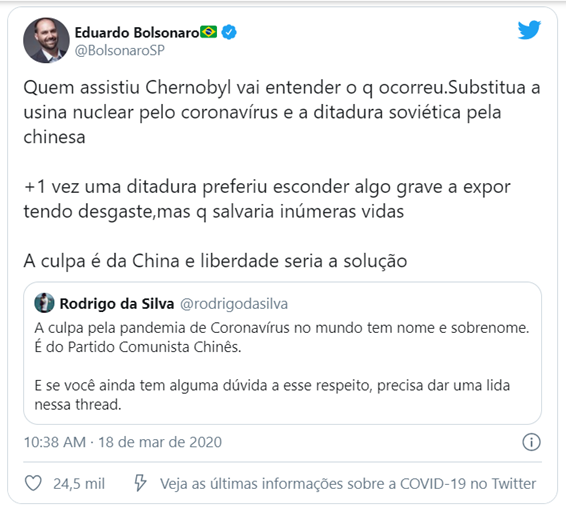 Eduardo Bolsonaro🇧🇷
@BolsonaroSP
Quem assistiu Chernobyl vai entender o q ocorreu.Substitua a
usina nuclear pelo coronavírus e a ditadura soviética pela
chinesa
+1 vez uma ditadura preferiu esconder algo grave a expor
tendo desgaste,mas q salvaria inúmeras vidas
A culpa é da China e liberdade seria a solução
Rodrigo da Silva @rodrigodasilva
A culpa pela pandemia de Coronavírus no mundo tem nome e sobrenome.
É do Partido Comunista Chinês.
E se você ainda tem alguma dúvida a esse respeito, precisa dar uma lida
nessa thread.
10:38 AM · 18 de mar de 2020
24,5 mil Veja as últimas informações sobre a COVID-19 no Twitter